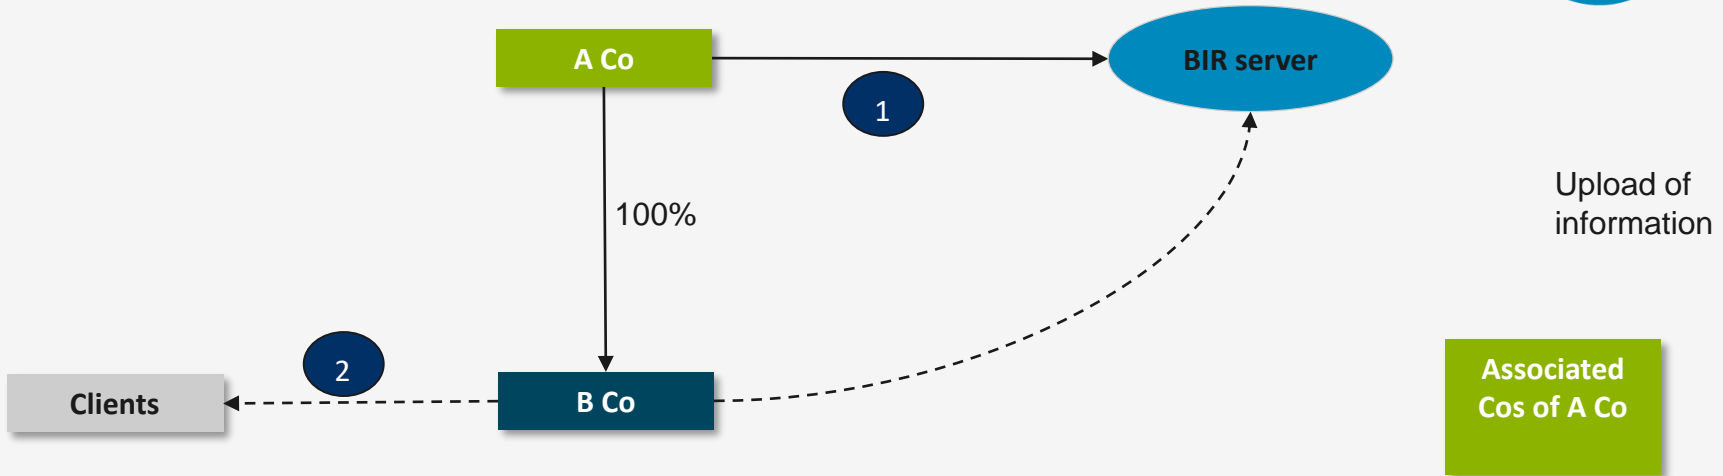 A Co
BIR server
1
Upload of
information
100%
2
Clients
B Co
Associated
Cos of A Co